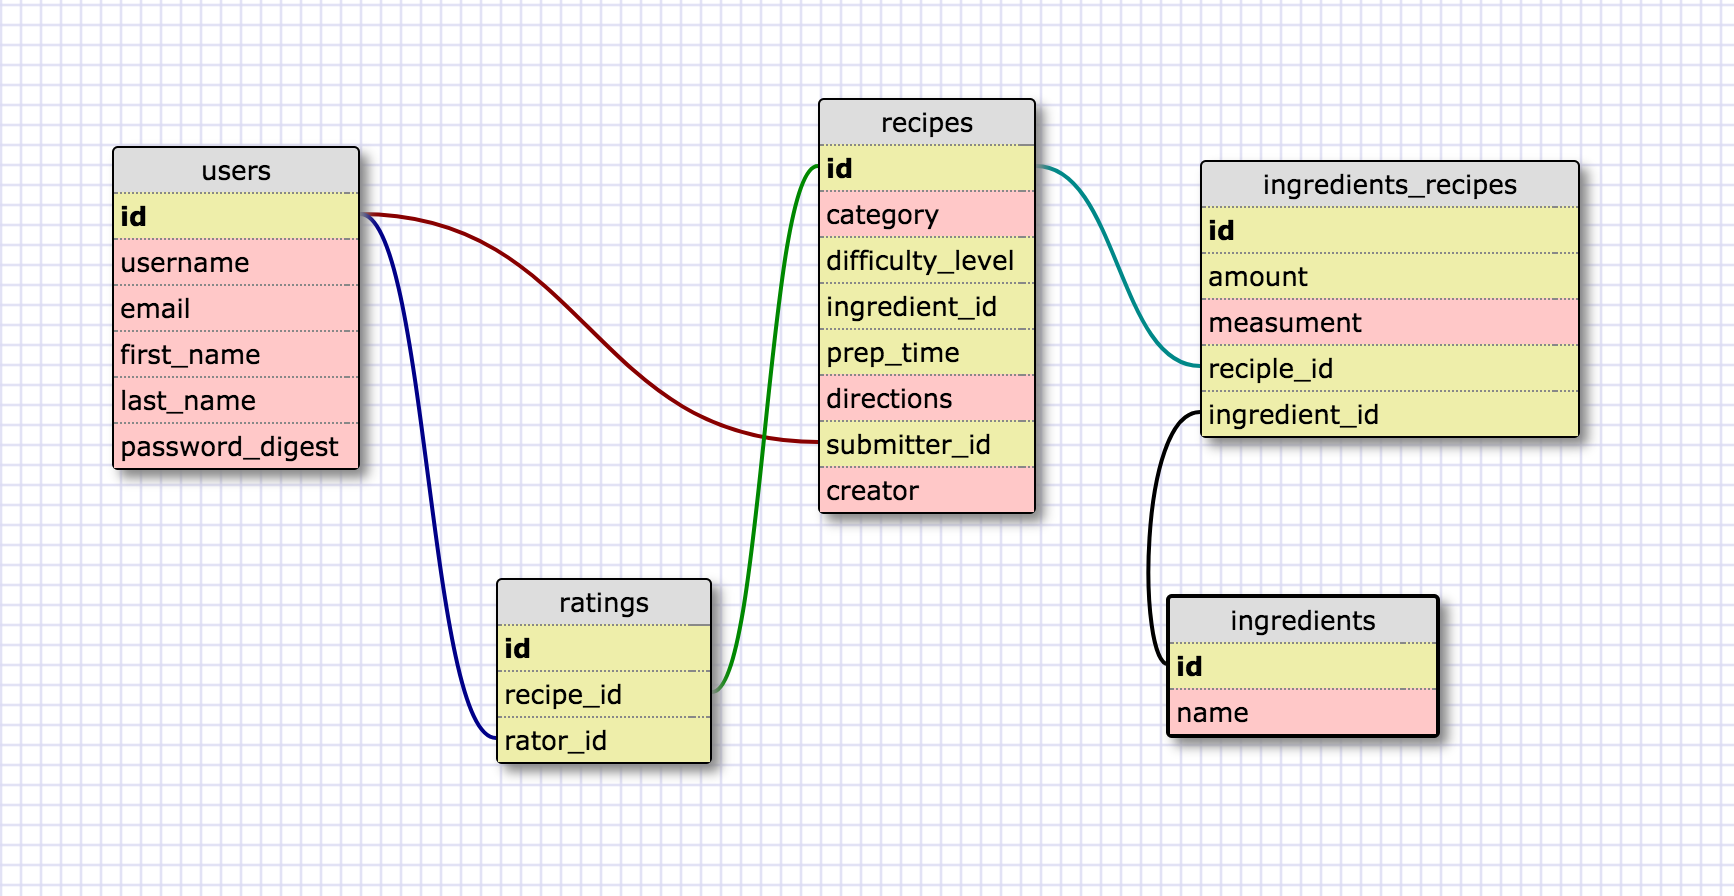 users
id
username
email
first_name
last_name
password_digest
recipes
id
category
difficulty_level
ingredient_id
prep_time
directions
submitter_id
creator
ingredients_recipes
id
amount
measument
reciple_id
ingredient_id
ratings
id
recipe_id
rator_id
ingredients
id
name